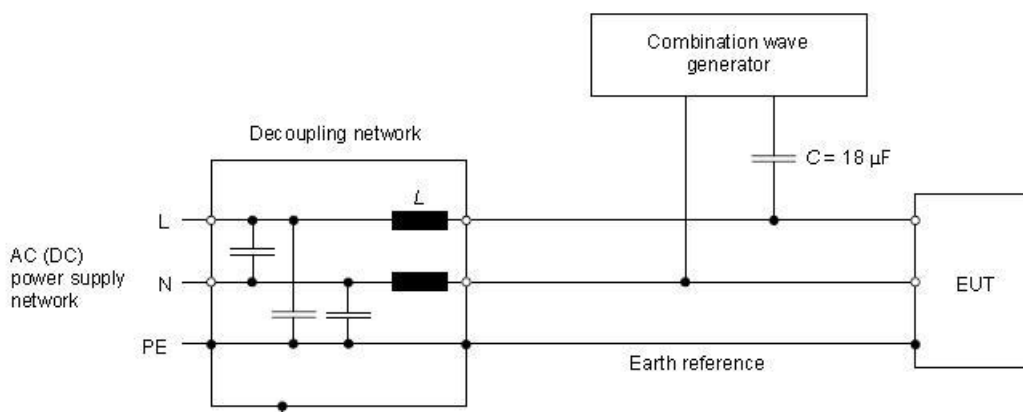 Combination wave
generator
Decoupling network
C = 18 µF
L
L
AC (DC)
power supply
network
N
EUT
PE
Earth reference